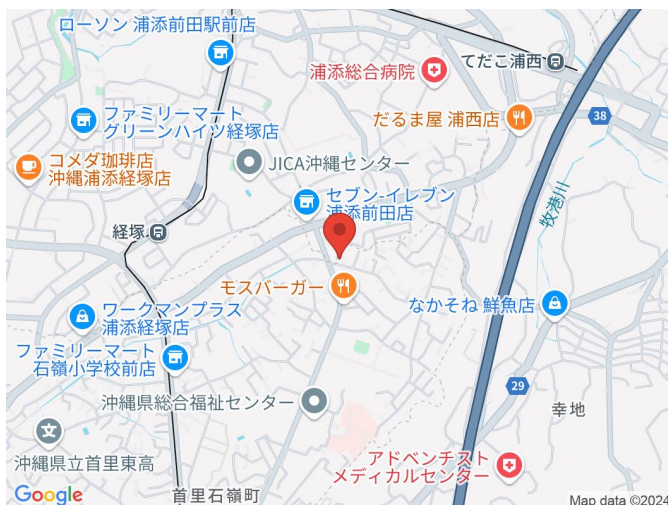 ローソン 浦添前田駅前店
浦添総合病院
てだこ浦西
ファミリーマート
グリーンハイツ経塚店
だるま屋 浦西店
38
コメダ珈琲店
沖縄浦添経塚店
JICA沖縄センター
セブン-イレブン
浦添前田店
牧港川
経塚
モスバーガー
なかそね 鮮魚店
ワークマンプラス
浦添経塚店
ファミリーマート
石嶺小学校前店
29
沖縄県総合福祉センター
幸地
沖縄県立首里東高
アドベンチスト
メディカルセンター
首里石嶺町
Google
Map data ©2024